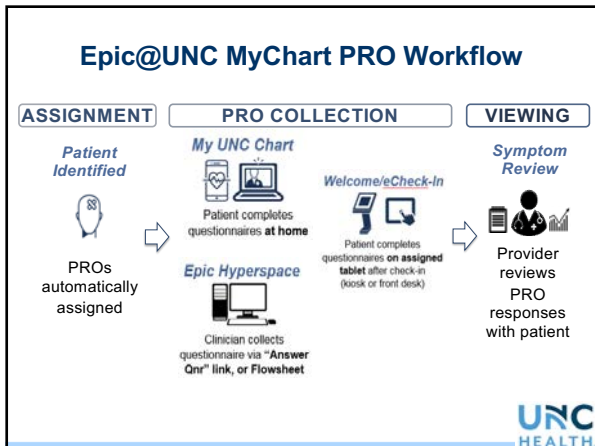 Epic@UNC MyChart PRO Workflow
ASSIGNMENT
PRO COLLECTION
VIEWING
Patient
Identified
PROs
automatically
assigned
My UNC Chart
Patient completes
questionnaires at home
Epic Hyperspace
Clinician collects
questionnaire via “Answer
Qnr” link, or Flowsheet
Welcome/eCheck-In
Patient completes
questionnaires on assigned
tablet after check-in
(kiosk or front desk)
Symptom
Review
Provider
reviews
PRO
responses
with patient
UNC
HEALTH